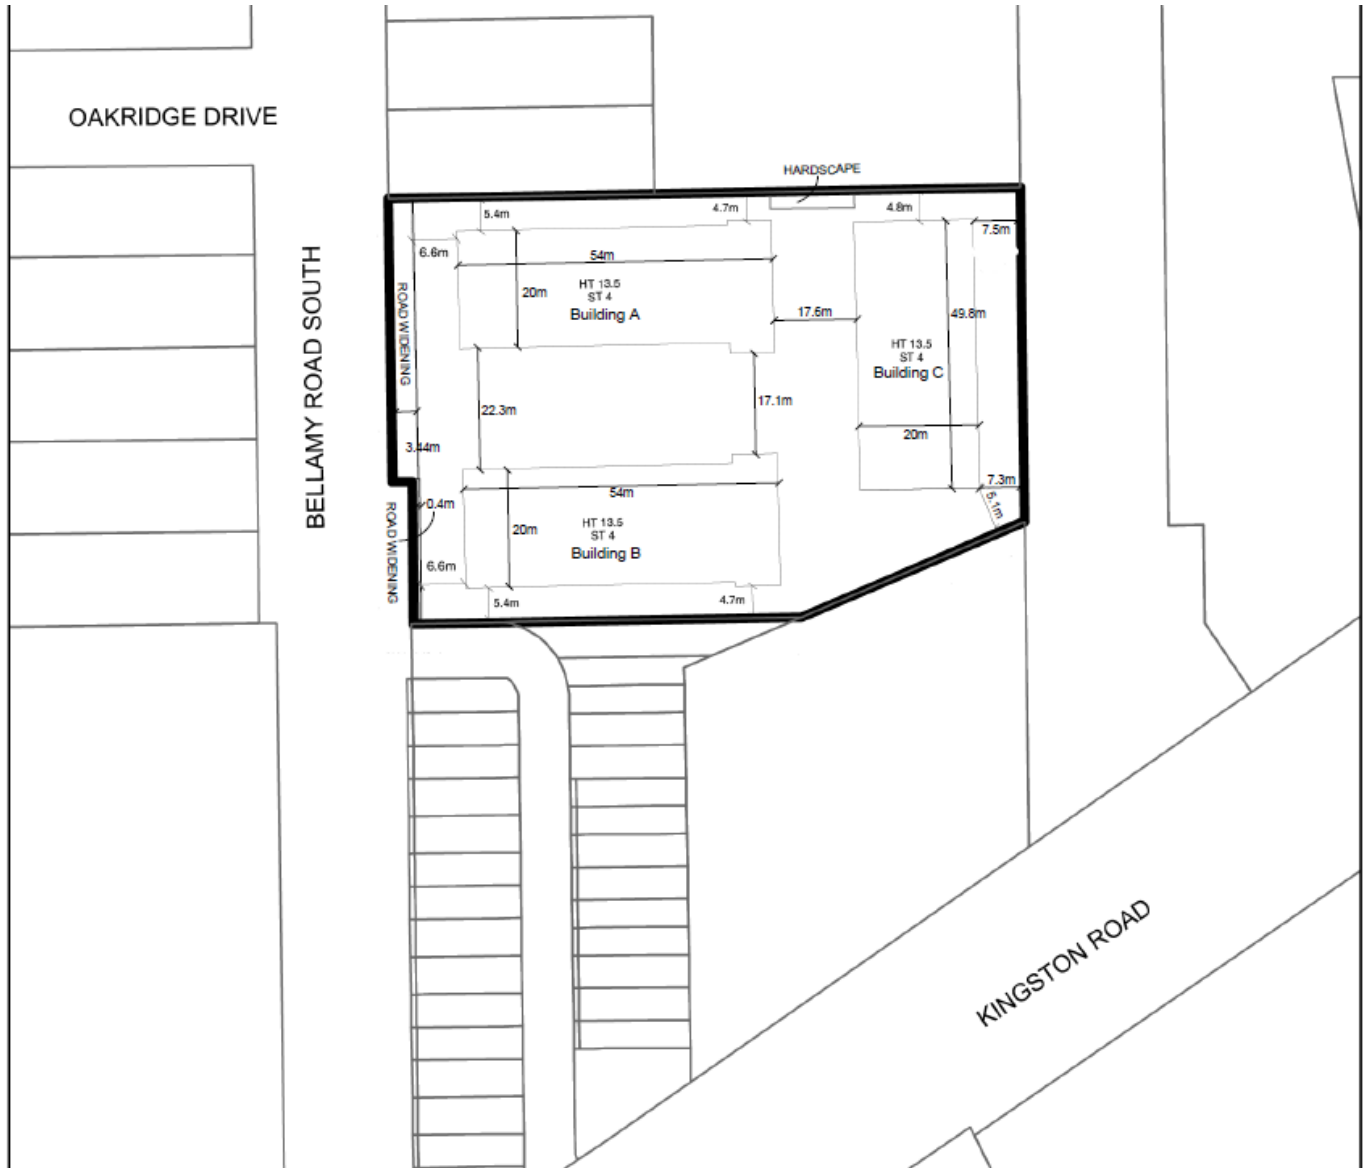 OAKRIDGE DRIVE
HARDSCAPE
5.4m
4.7m
4.8m
7.5m
6.6m
54m
HT 13.5
ST 4
Building A
20m
17.6m
49.8m
HT 13.5
ST 4
Building C
ROAD WIDENING
BELLAMY ROAD SOUTH
22.3m
17.1m
3.44m
20m
7.3m
5.1m
54m
0.4m
20m
HT 13.5
ST 4
Building B
ROAD WIDENING
6.6m
5.4m
4.7m
KINGSTON ROAD